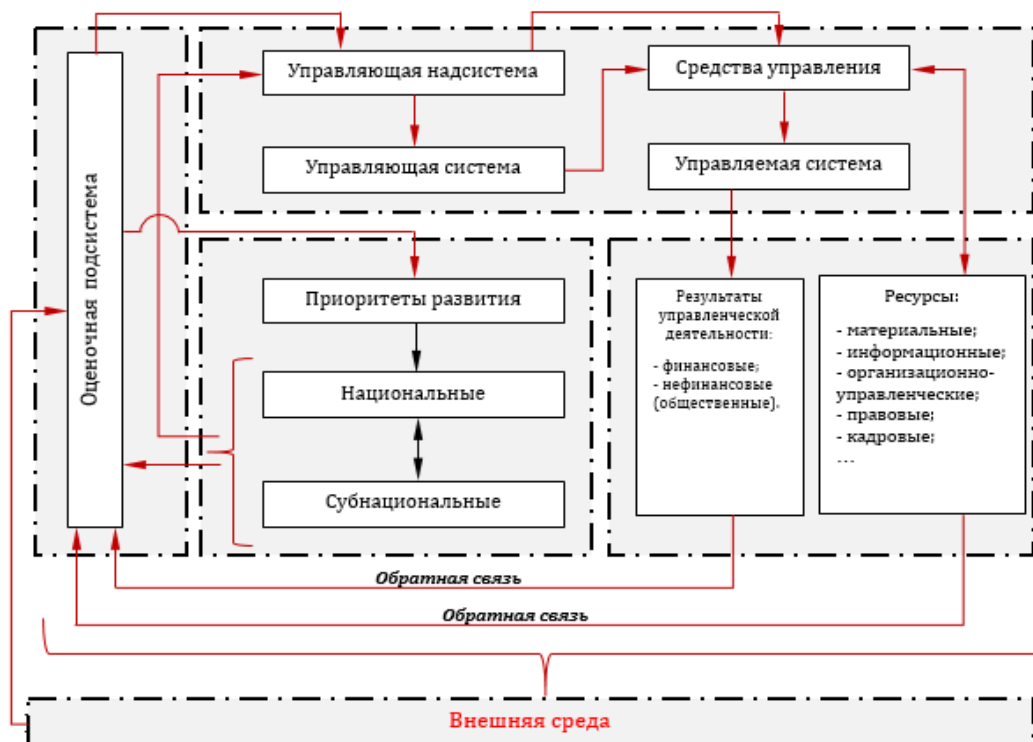 Управляющая надсистема
Средства управления
Управляющая система
Управляемая система
Оценочная подсистема
Приоритеты развития
Национальные
Субнациональные
Результаты
управленческой
деятельности:
- финансовые;
- нефинансовые
(общественные).
Ресурсы:
- материальные;
- информационные;
- организационно-
управленческие;
- правовые;
- кадровые;
...
Обратная связь
Обратная связь
Внешняя среда